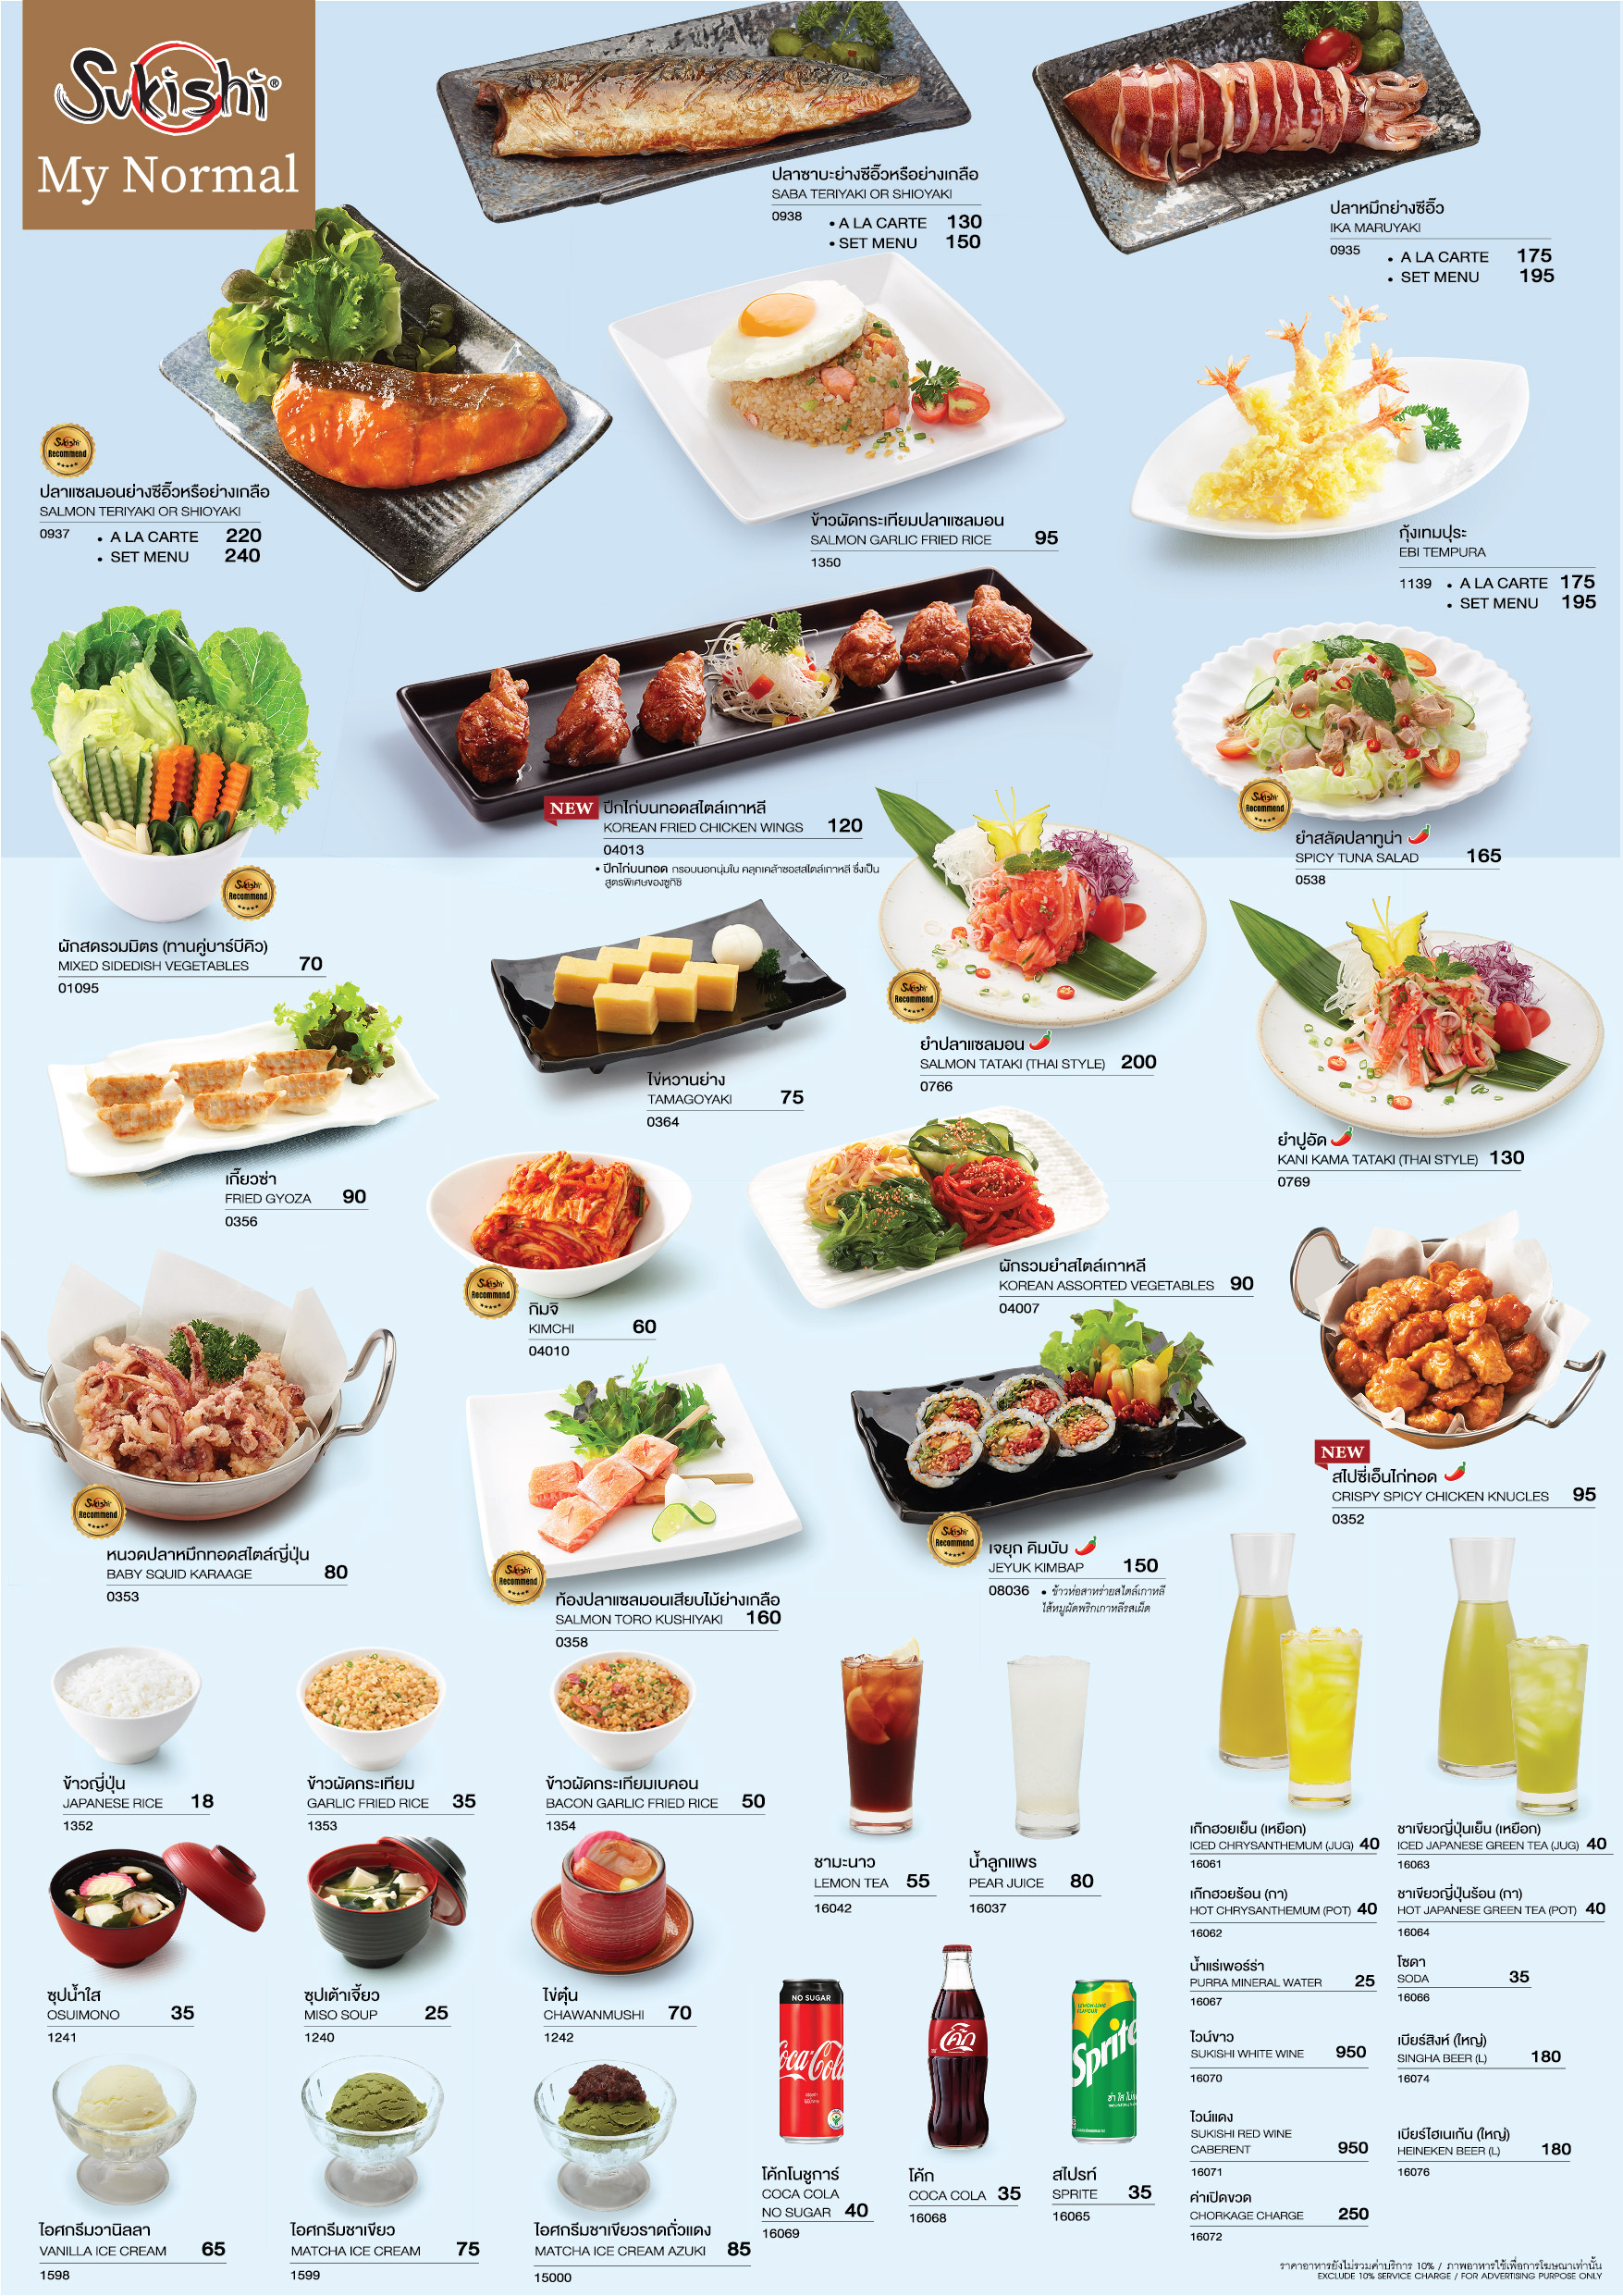 Sukishi®
My Normal
ปลาซาบะย่างซีอิ๊วหรือย่างเกลือ
SABA TERIYAKI OR SHIOYAKI
0938
• A LA CARTE 130
• SET MENU 150
ปลาหมึกย่างซีอิ๊ว
IKA MARUYAKI
0935
• A LA CARTE 175
• SET MENU 195
Sukishi
Recommend
ปลาแซลมอนย่างซีอิ๊วหรือย่างเกลือ
SALMON TERIYAKI OR SHIOYAKI
0937
• A LA CARTE 220
• SET MENU 240
ข้าวผัดกระเทียมปลาแซลมอน
SALMON GARLIC FRIED RICE 95
1350
กุ้งเทมปุระ
EBI TEMPURA
1139 • A LA CARTE 175
• SET MENU 195
NEW ปีกไก่บนทอดสไตล์เกาหลี
KOREAN FRIED CHICKEN WINGS 120
04013
• ปีกไก่บนทอด กรอบนอกนุ่มใน คลุกเคล้าซอสสไตล์เกาหลี ซึ่งเป็น
สูตรพิเศษของซูกิชิ
Sukishi
Recommend
ยำสลัดปลาทูน่า
SPICY TUNA SALAD 165
0538
Sukishi
Recommend
ผักสดรวมมิตร (ทานคู่บาร์บีคิว)
MIXED SIDEDISH VEGETABLES 70
01095
ไข่หวานย่าง
TAMAGOYAKI 75
0364
Sukishi
Recommend
ยำปลาแซลมอน
SALMON TATAKI (THAI STYLE) 200
0766
ยำปูอัด
KANI KAMA TATAKI (THAI STYLE) 130
0769
เกี๊ยวซ่า
FRIED GYOZA 90
0356
Sukishi
Recommend
กิมจิ
KIMCHI 60
04010
ผักรวมยำสไตล์เกาหลี
KOREAN ASSORTED VEGETABLES 90
04007
NEW
สไปซี่เอ็นไก่ทอด
CRISPY SPICY CHICKEN KNUCLES 95
0352
Sukishi
Recommend
หนวดปลาหมึกทอดสไตล์ญี่ปุ่น
BABY SQUID KARAAGE 80
0353
Sukishi
Recommend
ท้องปลาแซลมอนเสียบไม้ย่างเกลือ
SALMON TORO KUSHIYAKI 160
0358
Sukishi
Recommend
เจยุก คิมบับ
JEYUK KIMBAP 150
08036 • ข้าวห่อสาหร่ายสไตล์เกาหลี
ไส้หมูผัดพริกเกาหลีรสเผ็ด
ข้าวญี่ปุ่น
JAPANESE RICE 18
1352
ข้าวผัดกระเทียม
GARLIC FRIED RICE 35
1353
ข้าวผัดกระเทียมเบคอน
BACON GARLIC FRIED RICE 50
1354
ชามะนาว
LEMON TEA 55
16042
น้ำลูกแพร
PEAR JUICE 80
16037
เก๊กฮวยเย็น (เหยือก)
ICED CHRYSANTHEMUM (JUG) 40
16061
ชาเขียวญี่ปุ่นเย็น (เหยือก)
ICED JAPANESE GREEN TEA (JUG) 40
16063
เก๊กฮวยร้อน (กา)
HOT CHRYSANTHEMUM (POT) 40
16062
ชาเขียวญี่ปุ่นร้อน (กา)
HOT JAPANESE GREEN TEA (POT) 40
16064
น้ำแร่เพอร์ร่า
PURRA MINERAL WATER 25
16067
โซดา
SODA 35
16066
ไวน์ขาว
SUKISHI WHITE WINE 950
16070
เบียร์สิงห์ (ใหญ่)
SINGHA BEER (L) 180
16074
ไวน์แดง
SUKISHI RED WINE
CABERENT 950
16071
เบียร์ไฮเนเก้น (ใหญ่)
HEINEKEN BEER (L) 180
16076
ค่าเปิดขวด
CHORKAGE CHARGE 250
16072
ซุปน้ำใส
OSUIMONO 35
1241
ซุปเต้าเจี้ยว
MISO SOUP 25
1240
ไข่ตุ๋น
CHAWANMUSHI 70
1242
NO SUGAR
Coca-Cola
โค้ก
LEMON-LIME
FLAVOUR
Sprite
โค้กโนชูการ์
COCA COLA
NO SUGAR 40
16069
โค้ก
COCA COLA 35
16068
สไปรท์
SPRITE 35
16065
ไอศกรีมวานิลลา
VANILLA ICE CREAM 65
1598
ไอศกรีมชาเขียว
MATCHA ICE CREAM 75
1599
ไอศกรีมชาเขียวราดถั่วแดง
MATCHA ICE CREAM AZUKI 85
15000
ราคาอาหารยังไม่รวมค่าบริการ 10% / ภาพอาหารใช้เพื่อการโฆษณาเท่านั้น
EXCLUDE 10% SERVICE CHARGE / FOR ADVERTISING PURPOSE ONLY